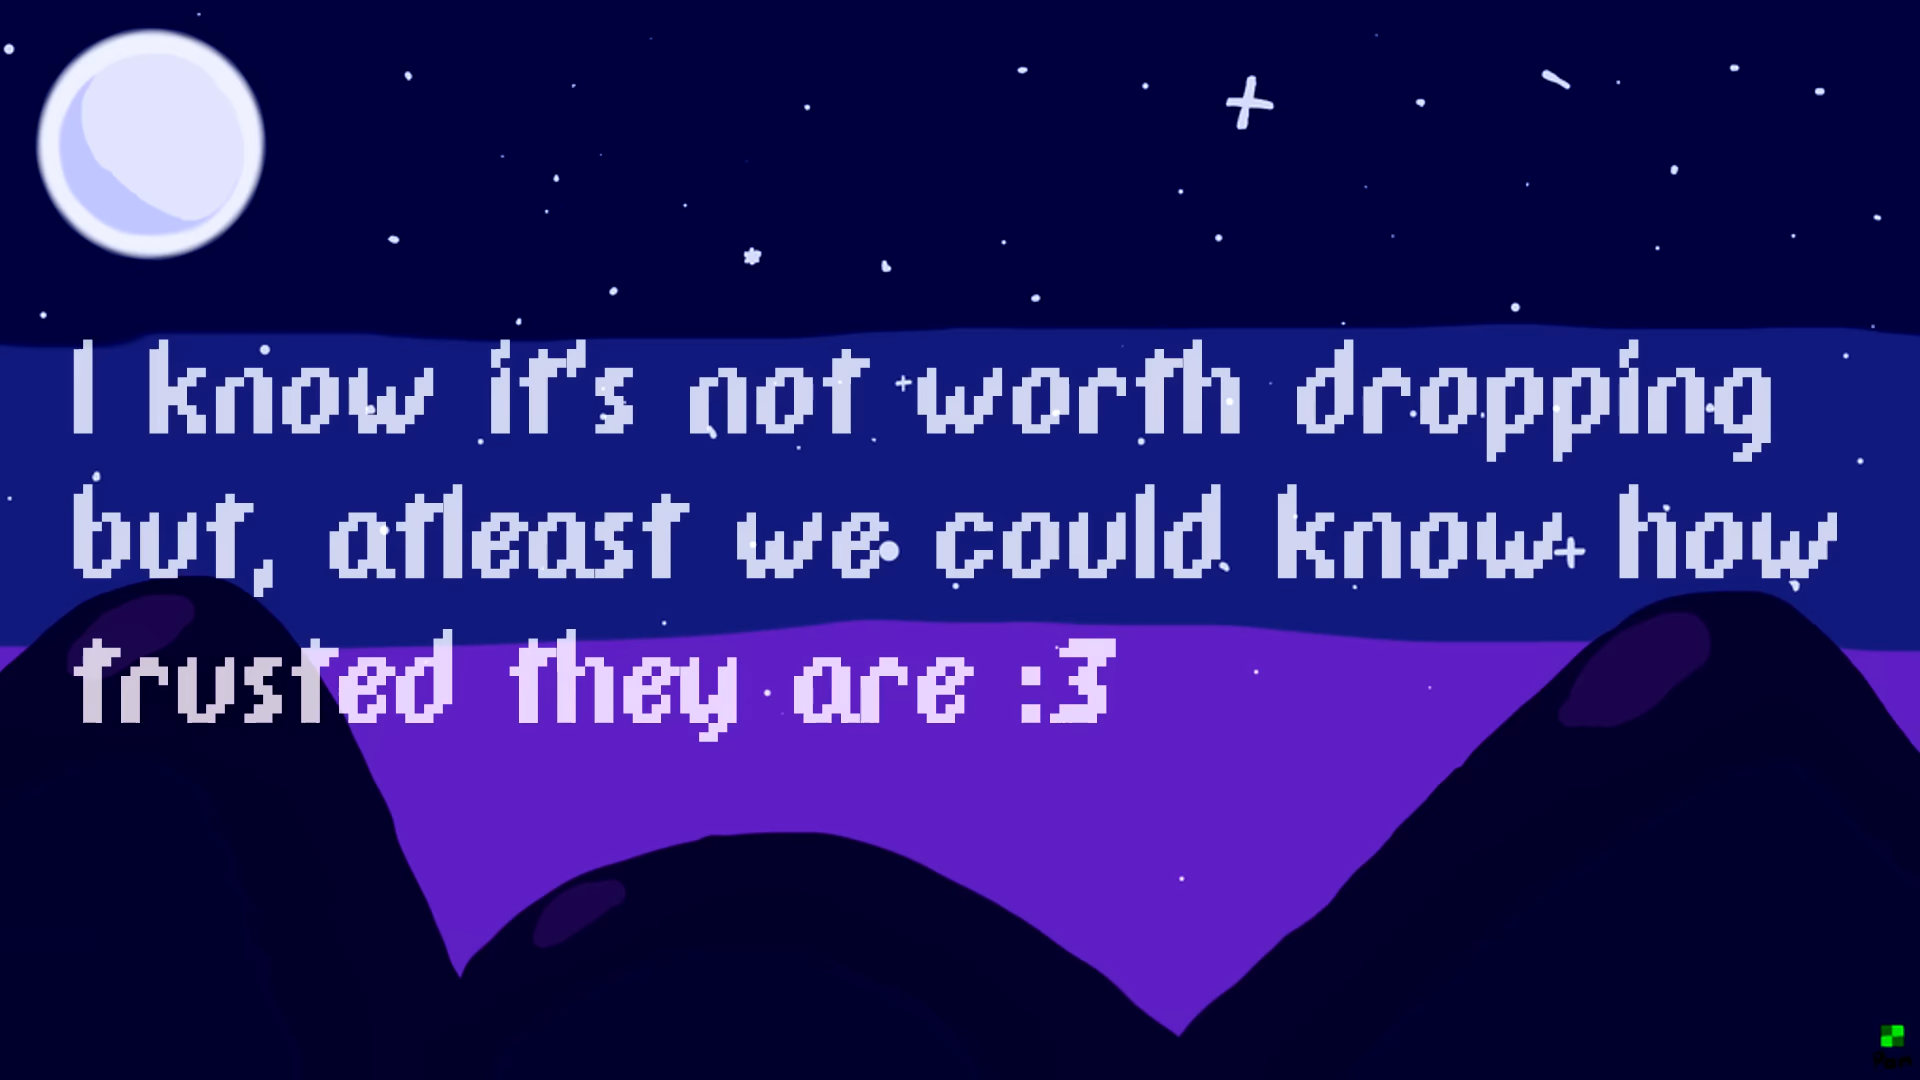 I know it's not worth dropping
but, atleast we could know how
trusted they are :3